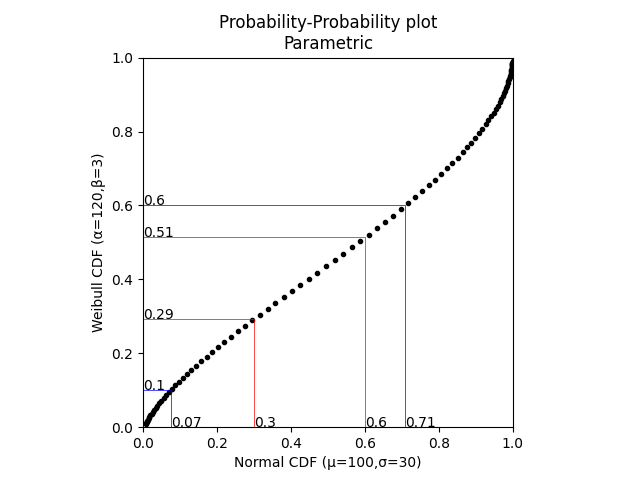 Probability-Probability plot
Parametric
1.0
0.8
0.6
0.4
0.2
0.0
Weibull CDF (α=120,β=3)
0.6
0.51
0.29
0.1
0.07 0.3 0.6 0.71
0.0 0.2 0.4 0.6 0.8 1.0
Normal CDF (μ=100,σ=30)